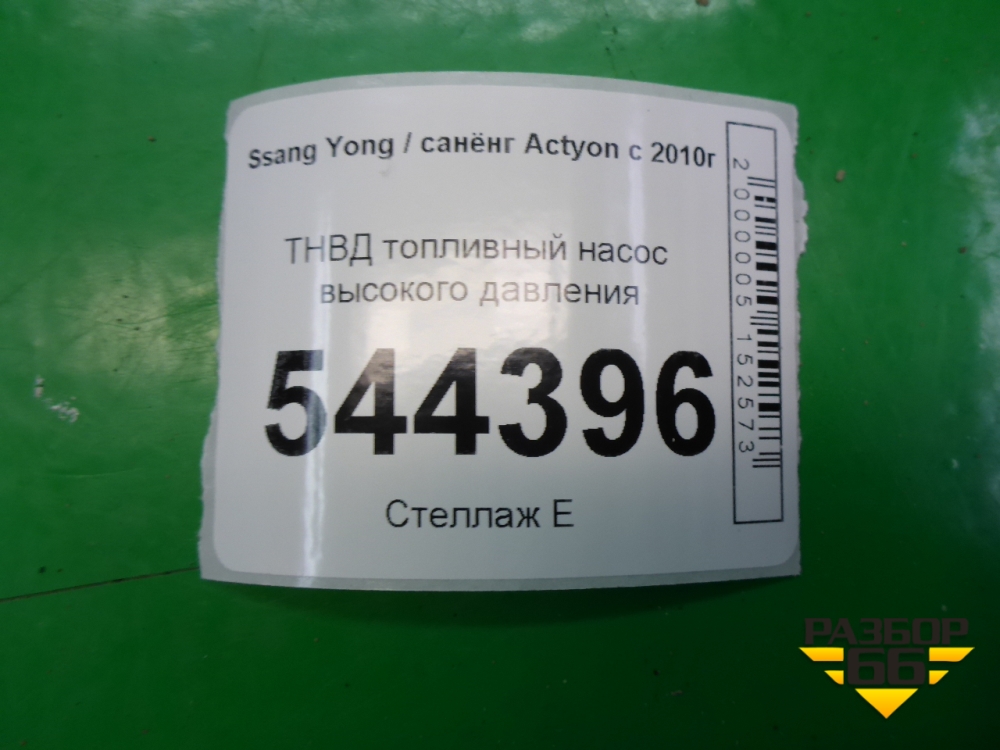 Ssang Yong / санёнг Actyon с 2010г
ТНВД топливный насос
высокого давления
544396
Стеллаж Е
2000005152573
РАЗБОР
66